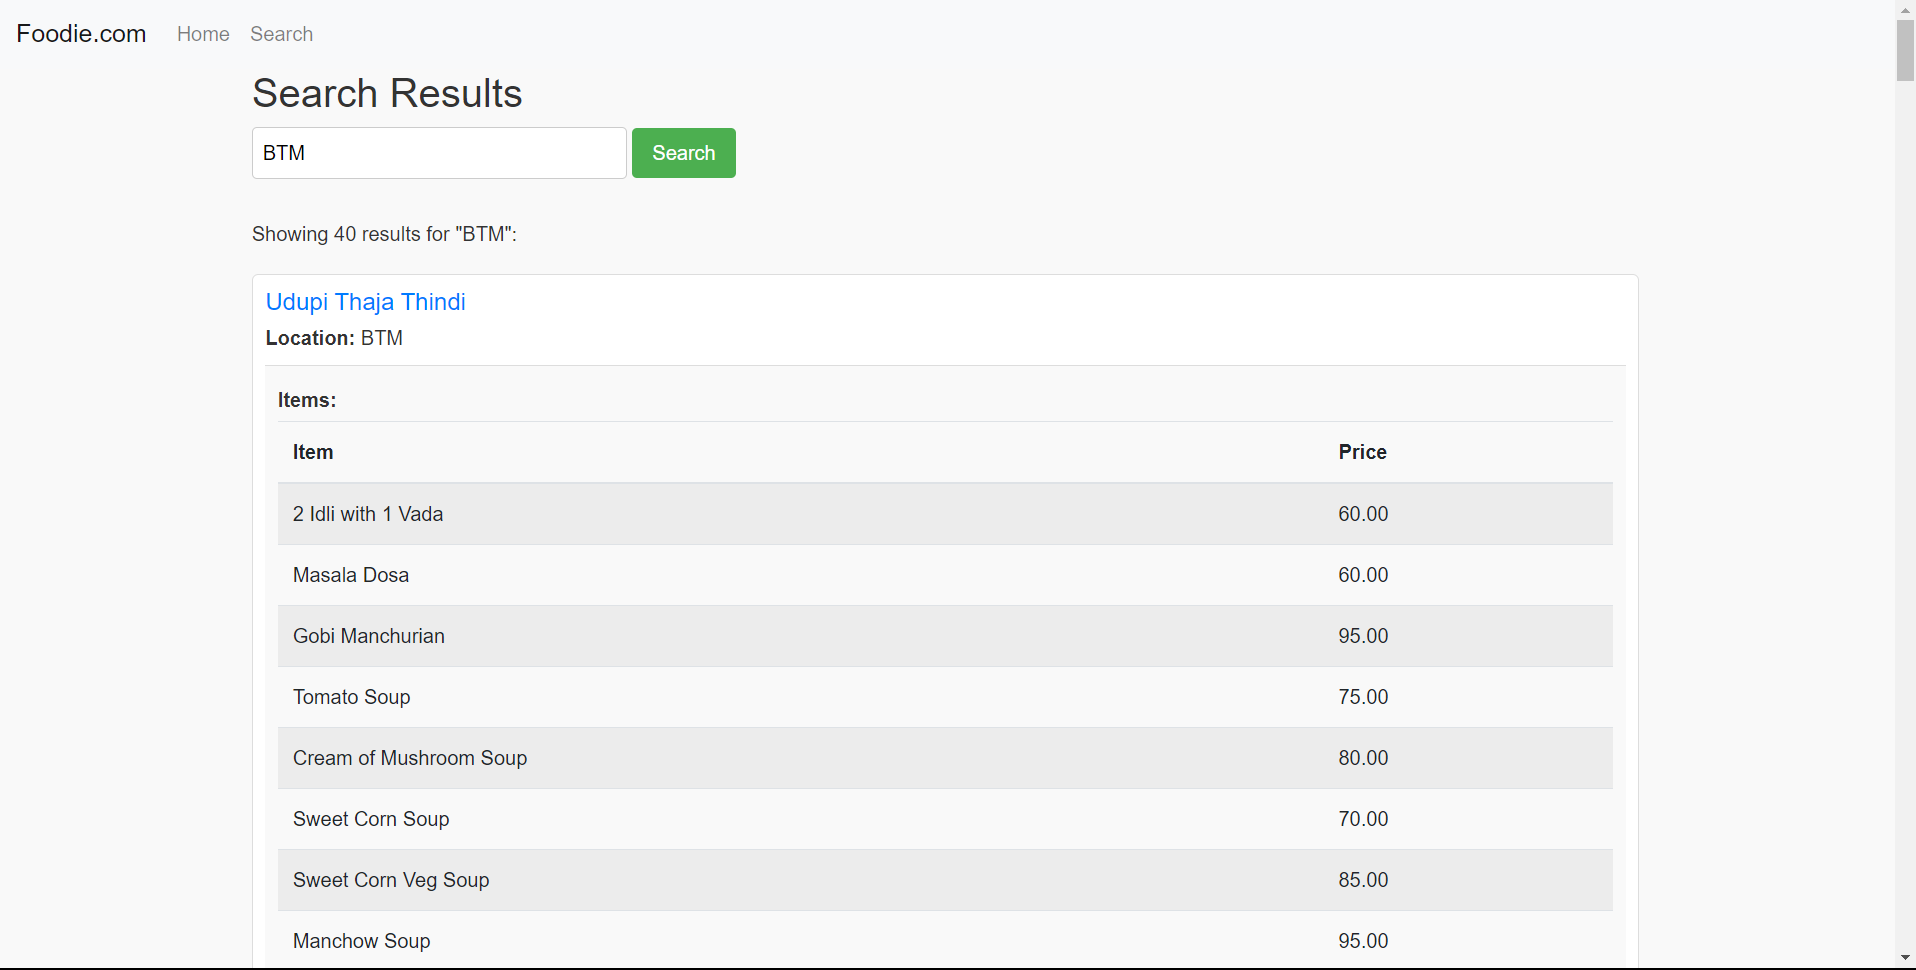 Foodie.com Home Search
Search Results
BTM Search
Showing 40 results for "BTM":
Udupi Thaja Thindi
Location: BTM
Items:
Item Price
2 Idli with 1 Vada 60.00
Masala Dosa 60.00
Gobi Manchurian 95.00
Tomato Soup 75.00
Cream of Mushroom Soup 80.00
Sweet Corn Soup 70.00
Sweet Corn Veg Soup 85.00
Manchow Soup 95.00